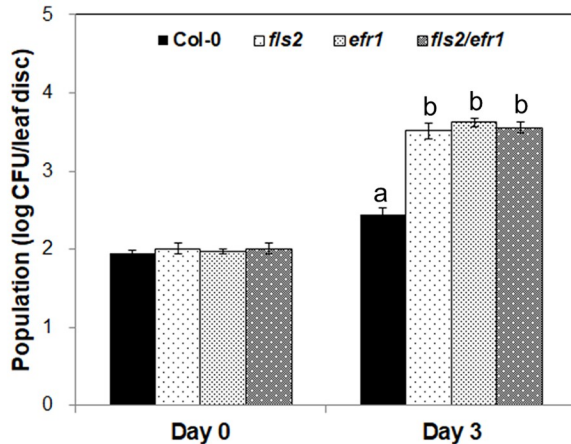 Population (log CFU/leaf disc)
5
4
3
2
1
0
Col-0 fls2 efr1 fls2/efr1
a b b b
Day 0 Day 3